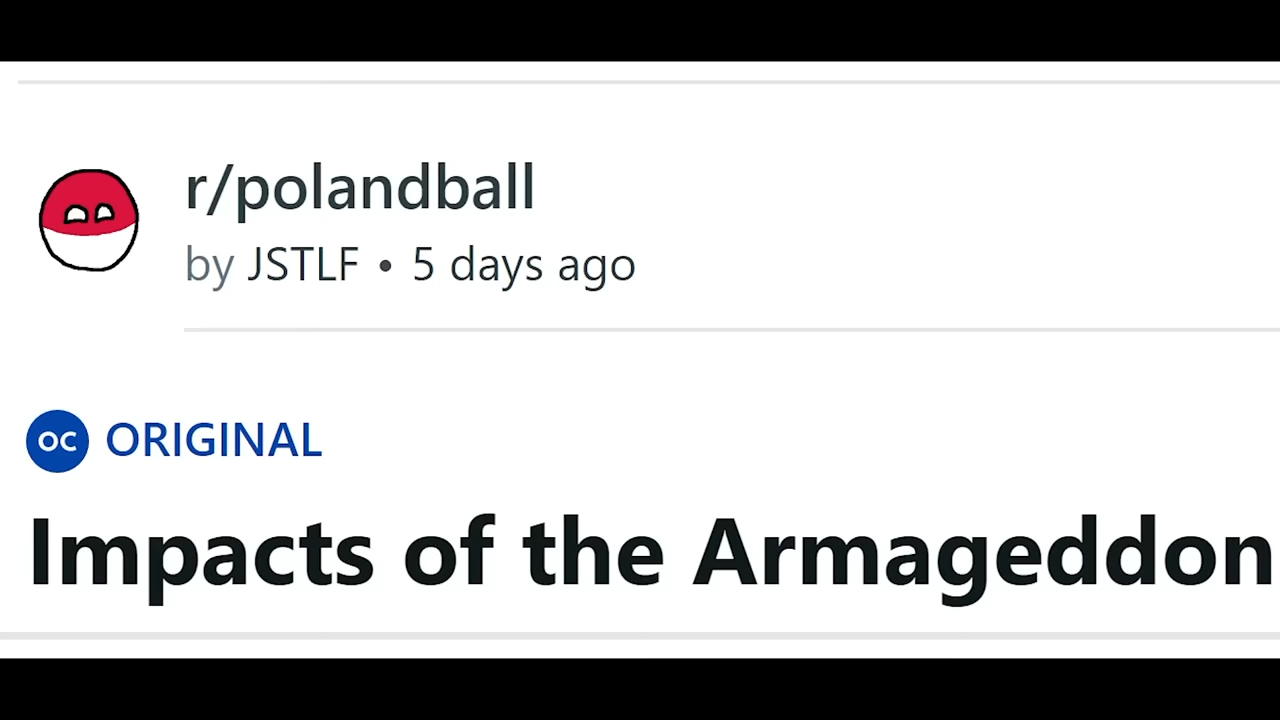 r/polandball
by JSTLF • 5 days ago
OC ORIGINAL
Impacts of the Armageddon